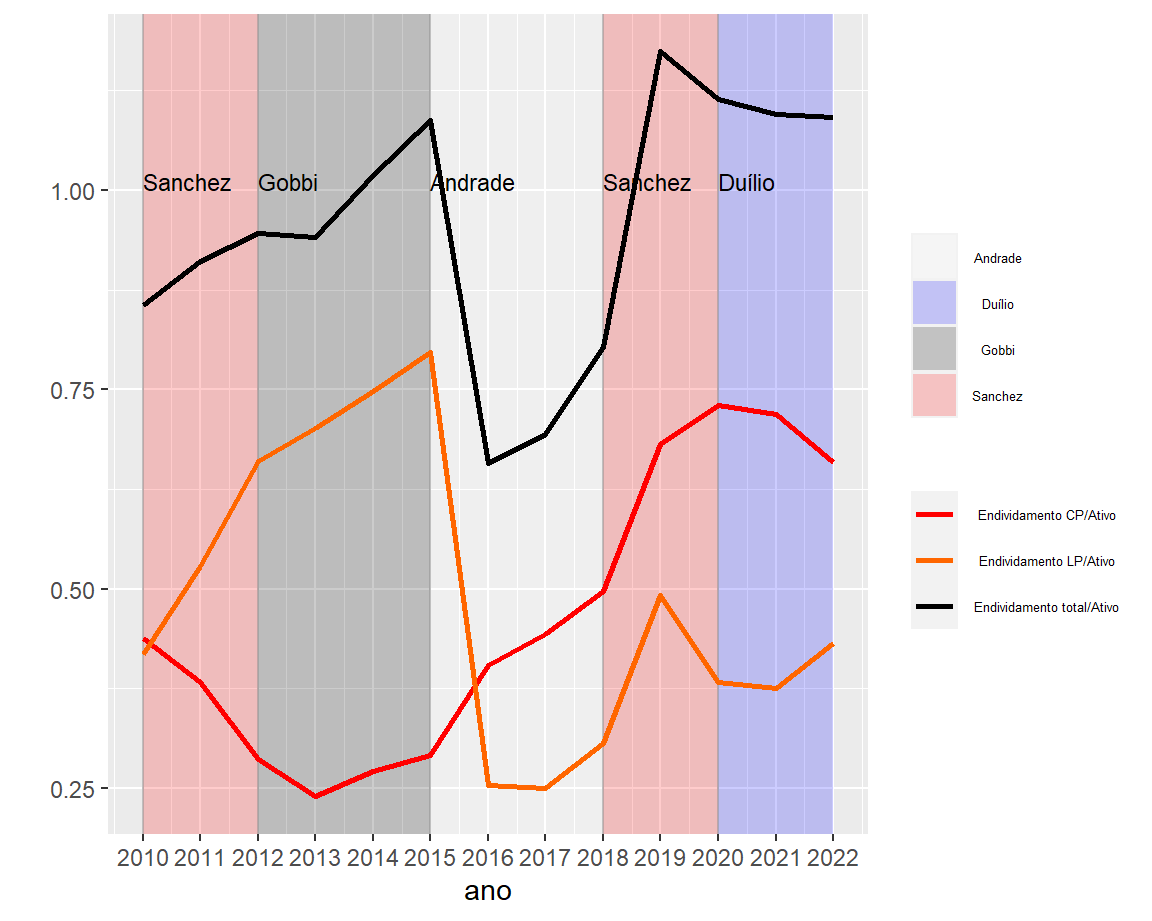 1.00
0.75
0.50
0.25
Sanchez Gobbi Andrade Sanchez Duílio
2010 2011 2012 2013 2014 2015 2016 2017 2018 2019 2020 2021 2022
ano
Andrade
Duílio
Gobbi
Sanchez
Endividamento CP/Ativo
Endividamento LP/Ativo
Endividamento total/Ativo